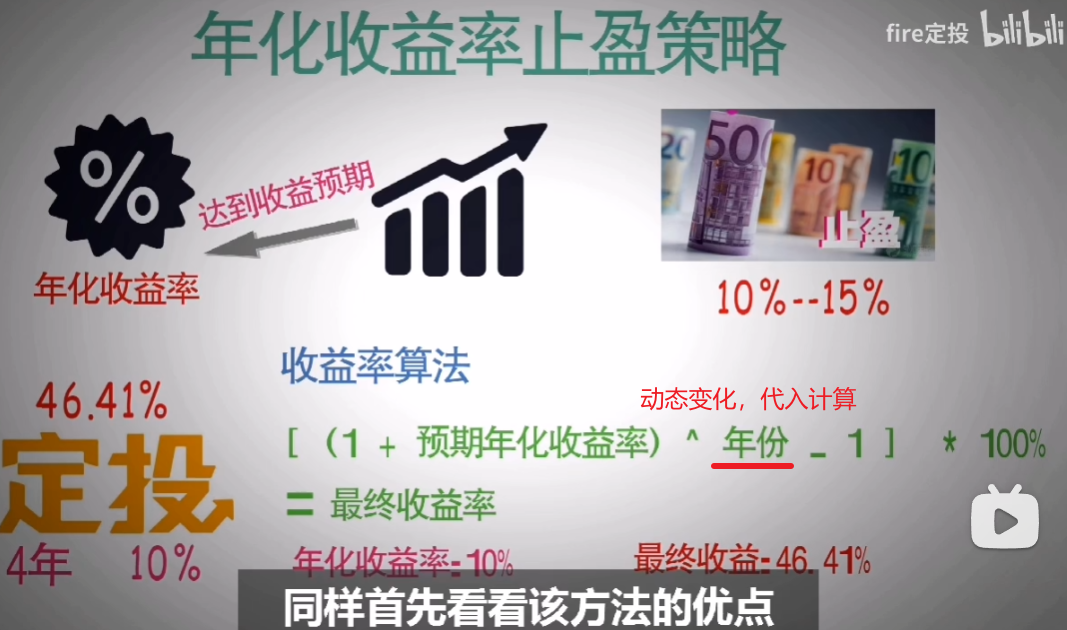 年化收益率止盈策略
fire定投 bilibili
%
达到收益预期
年化收益率
20 500 10 10
止盈
10%--15%
收益率算法
46.41%
动态变化，代入计算
[ (1 + 预期年化收益率) ^ 年份 - 1 ] * 100%
定投
= 最终收益率
4年 10%
年化收益率=10%
最终收益=46.41%
同样首先看看该方法的优点